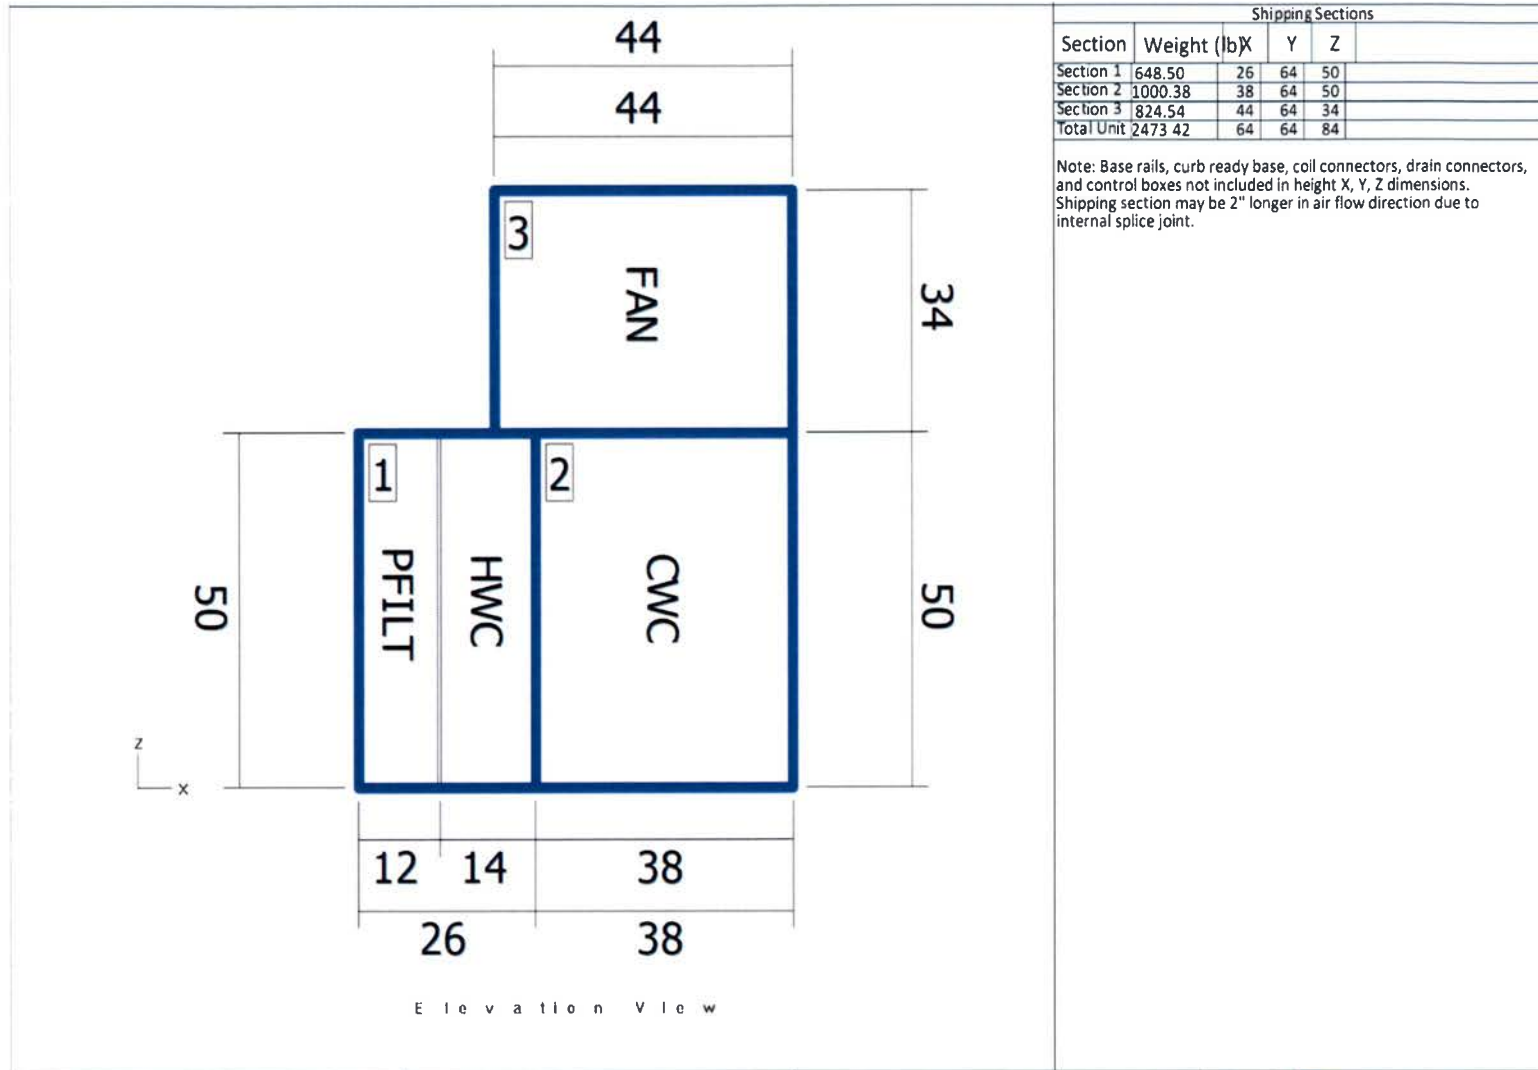 Shipping Sections
Section Weight (lb) X Y Z
Section 1 648.50 26 64 50
Section 2 1000.38 38 64 50
Section 3 824.54 44 64 34
Total Unit 2473 42 64 64 84
Note: Base rails, curb ready base, coil connectors, drain connectors,
and control boxes not included in height X, Y, Z dimensions.
Shipping section may be 2" longer in air flow direction due to
internal splice joint.
44
44
3
FAN
34
1
2
PFILT
HWC
CWC
50
50
Z
X
12 14 38
26 38
Elevation View